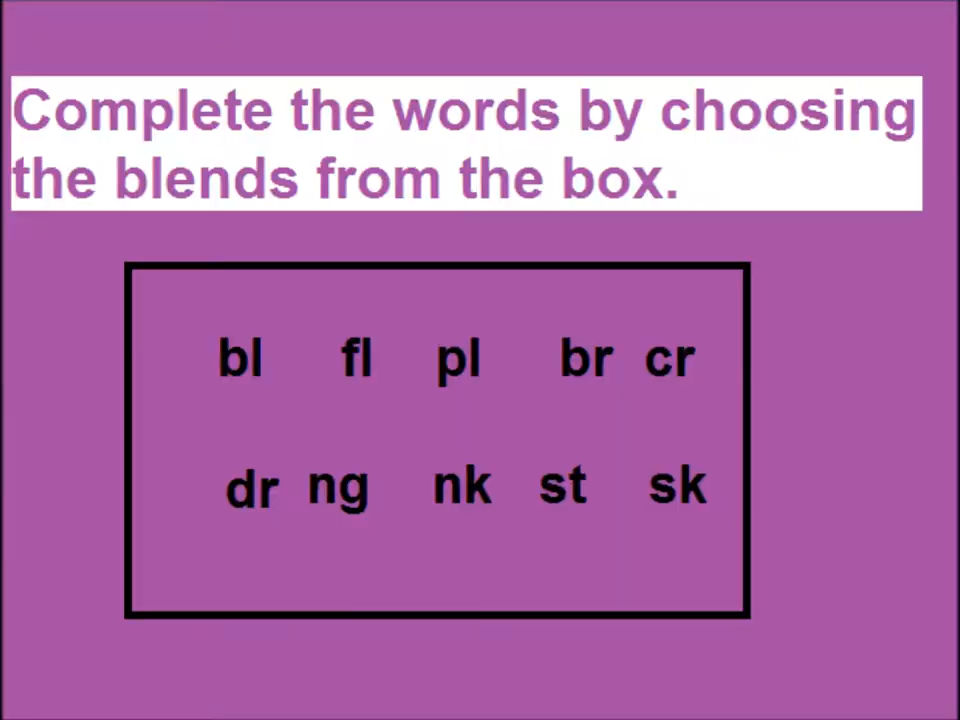 Complete the words by choosing
the blends from the box.
bl fl pl br cr
dr ng nk st sk